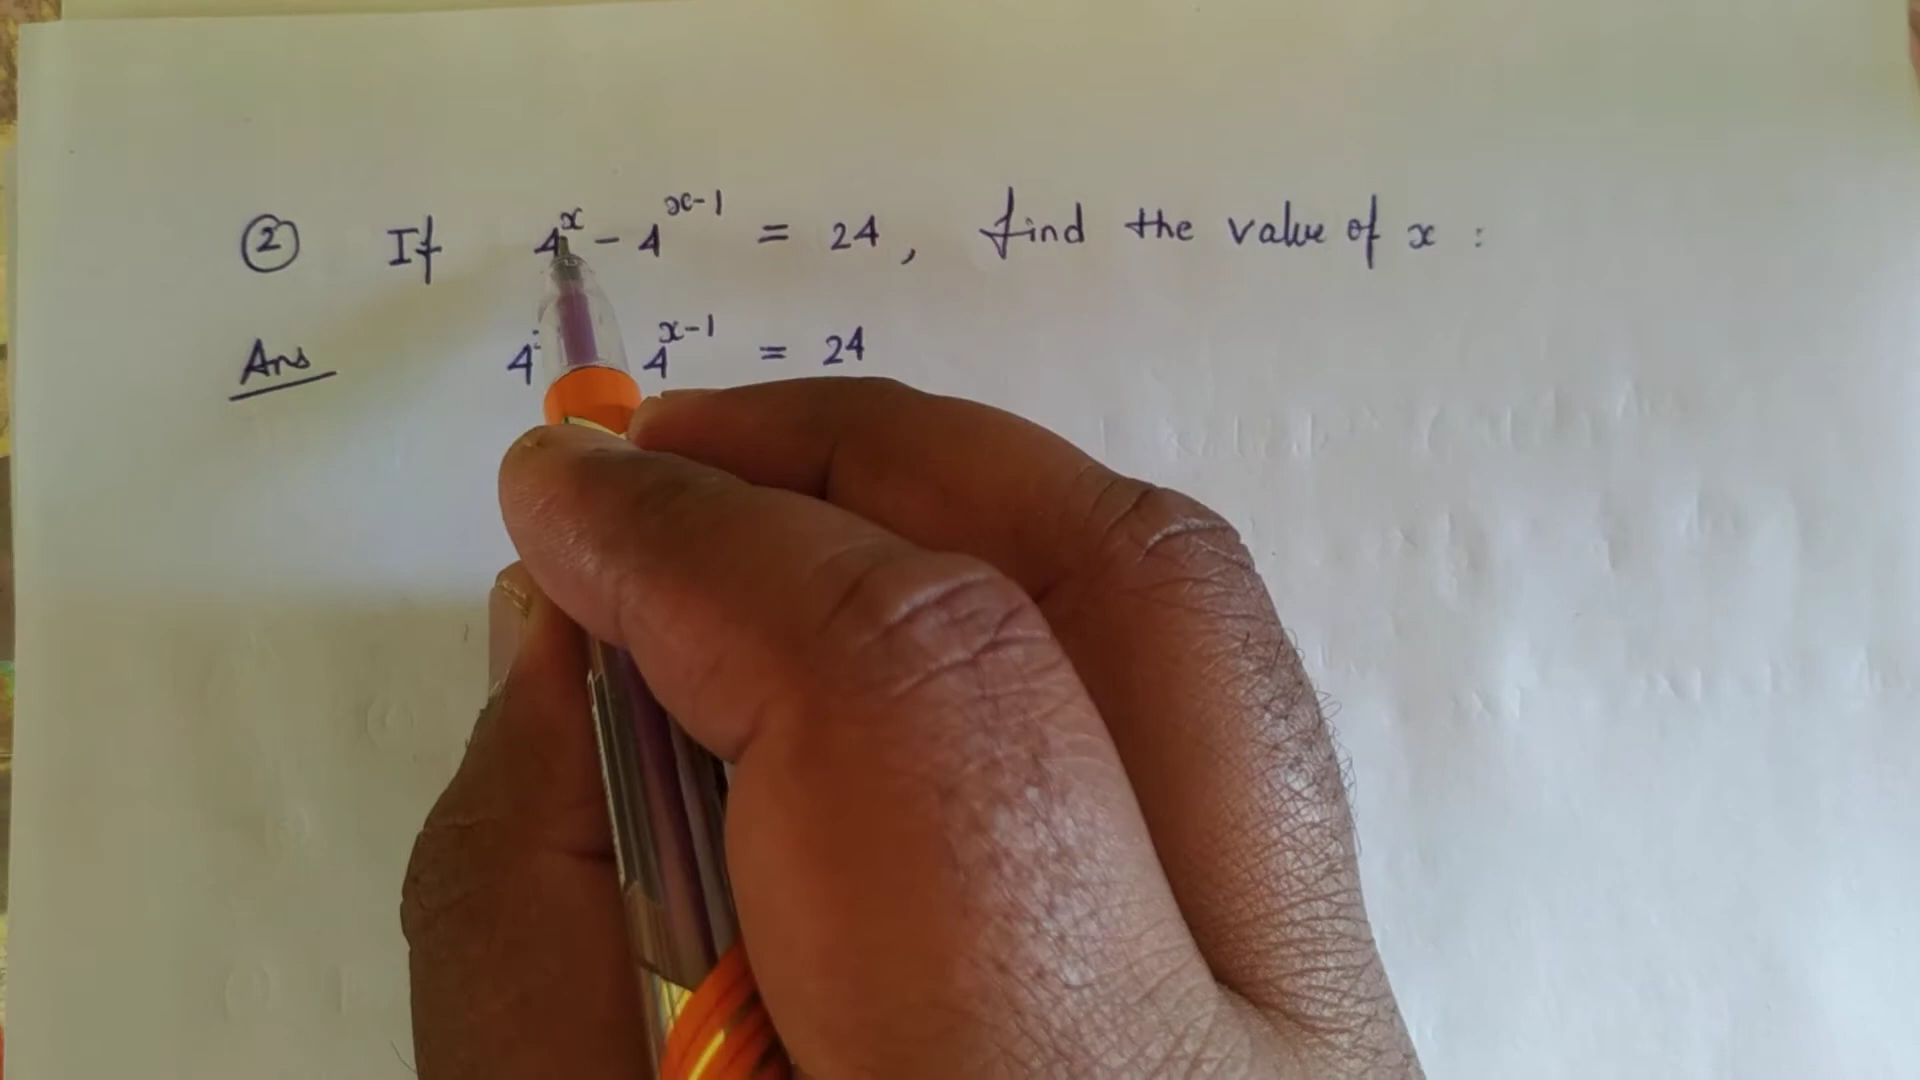 ② If 4^x - 4^(x-1) = 24, find the value of x :
Ans 4 4^(x-1) = 24